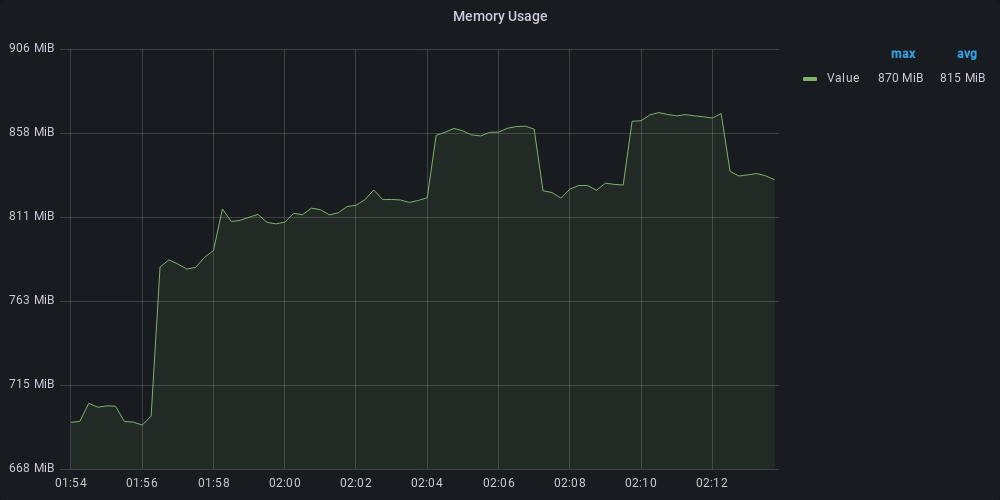 Memory Usage
906 MiB
858 MiB
811 MiB
763 MiB
715 MiB
668 MiB
01:54 01:56 01:58 02:00 02:02 02:04 02:06 02:08 02:10 02:12
max avg
Value 870 MiB 815 MiB